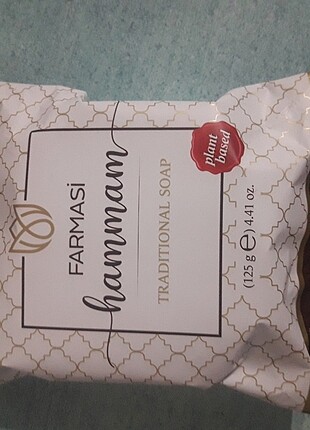 FARMASİ
hammam
TRADITIONAL SOAP
plant
based
(125 g ℮) 4.41 oz.